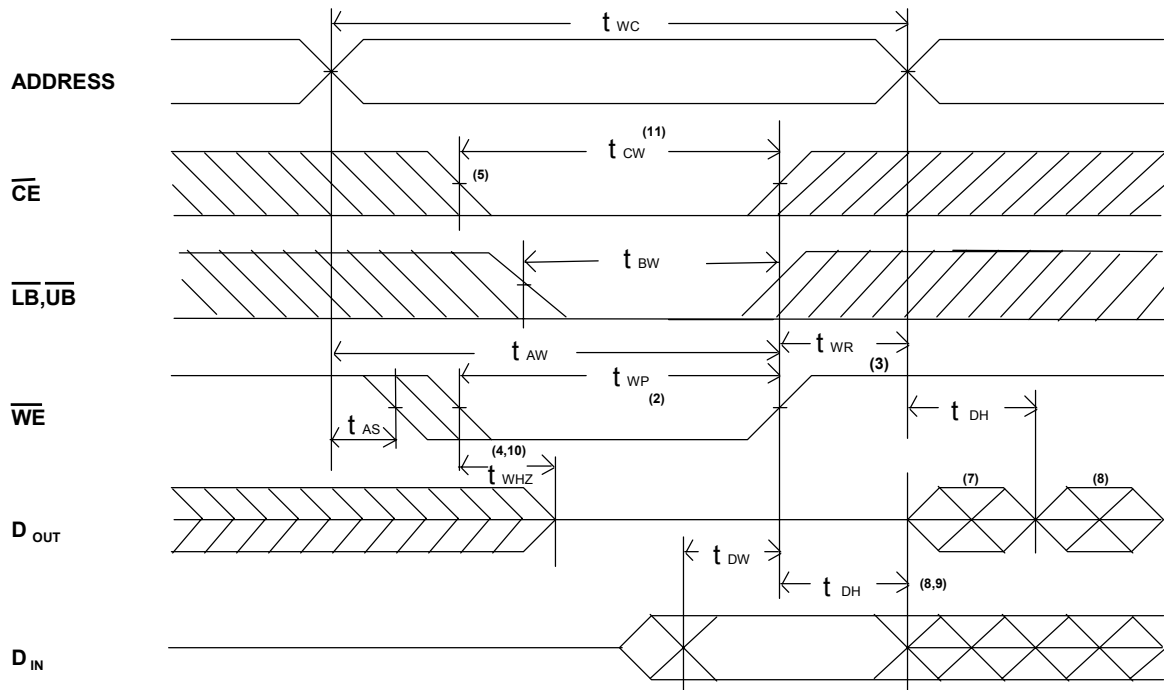 t WC
ADDRESS
t CW (11)
CE
(5)
t BW
LB,UB
t AW
t WR
(3)
t WP (2)
WE
t AS
t DH
(4,10)
t WHZ
(7)
(8)
D OUT
t DW
t DH
(8,9)
D IN